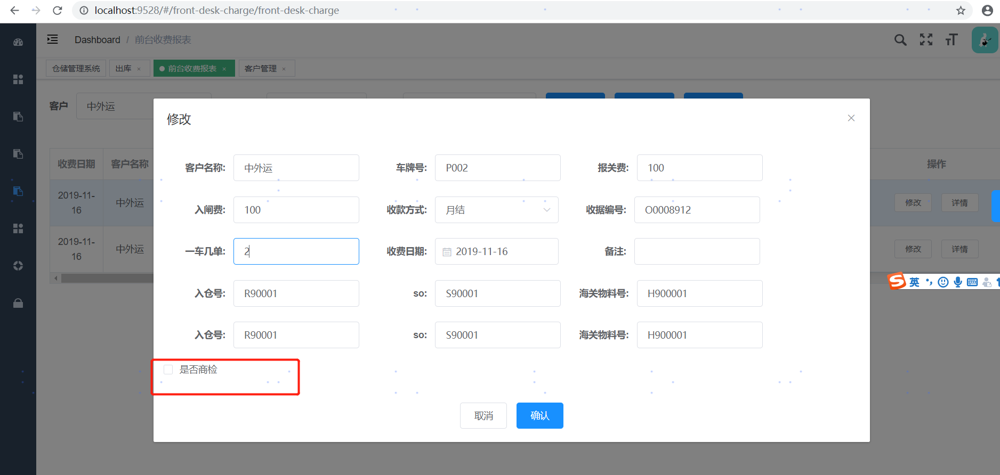 localhost:9528/#/front-desk-charge/front-desk-charge
Dashboard / 前台收费报表
仓储管理系统 出库 × 前台收费报表 × 客户管理 ×
客户 中外运
修改
收费日期 客户名称 操作
客户名称: 中外运 车牌号: P002 报关费: 100
2019-11-16 中外运 修改 详情
入闸费: 100 收款方式: 月结 收据编号: O0008912
一车几单: 2 收费日期: 2019-11-16 备注:
2019-11-16 中外运 修改 详情
入仓号: R90001 so: S90001 海关物料号: H900001
英
入仓号: R90001 so: S90001 海关物料号: H900001
是否商检
取消 确认